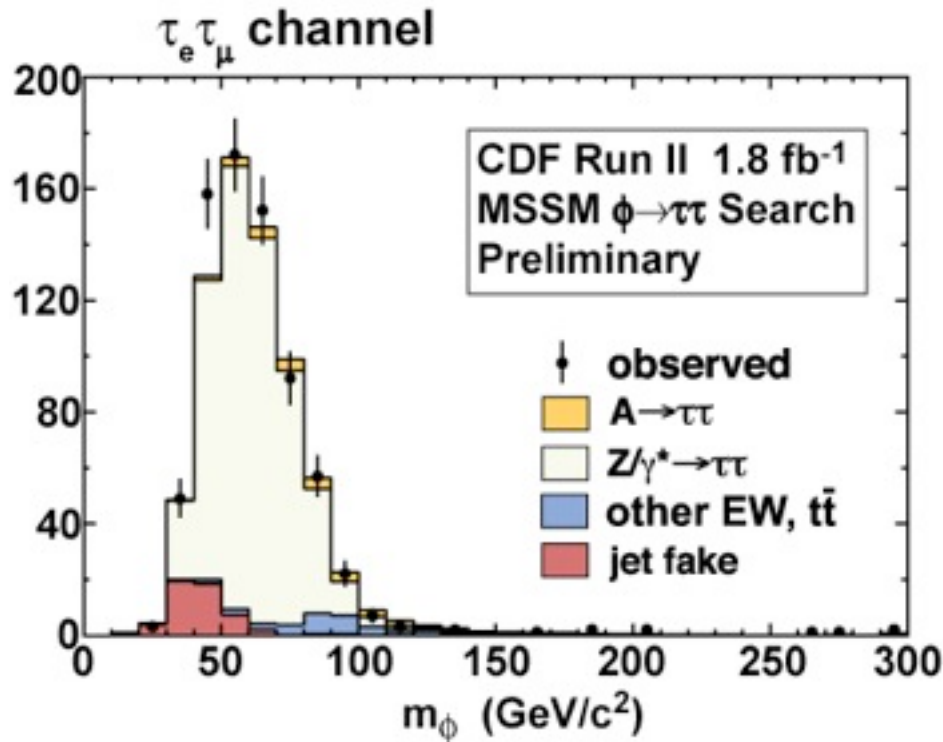 τₑτμ channel
CDF Run II 1.8 fb⁻¹
MSSM ϕ→ττ Search
Preliminary
observed
A→ττ
Z/γ*→ττ
other EW, tt̄
jet fake
200
160
120
80
40
0
0 50 100 150 200 250 300
mϕ (GeV/c²)